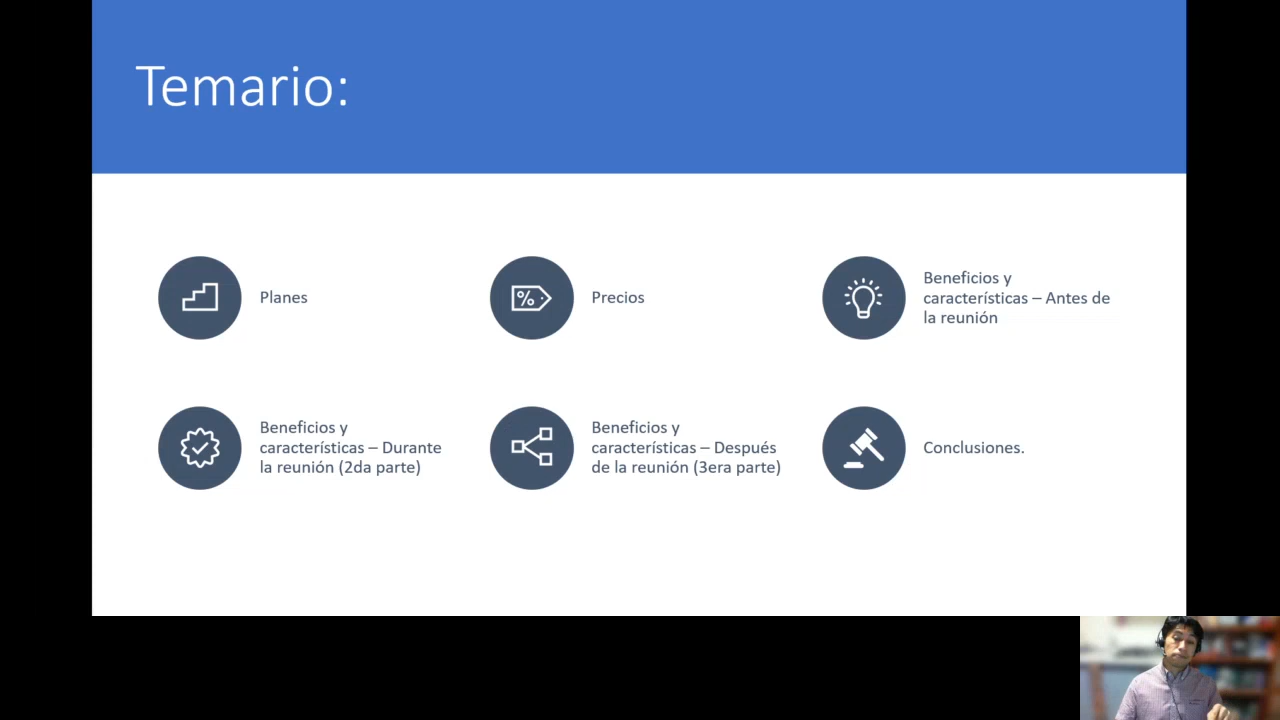 Temario:
Planes
Precios
Beneficios y
características – Antes de
la reunión
Beneficios y
características – Durante
la reunión (2da parte)
Beneficios y
características – Después
de la reunión (3era parte)
Conclusiones.